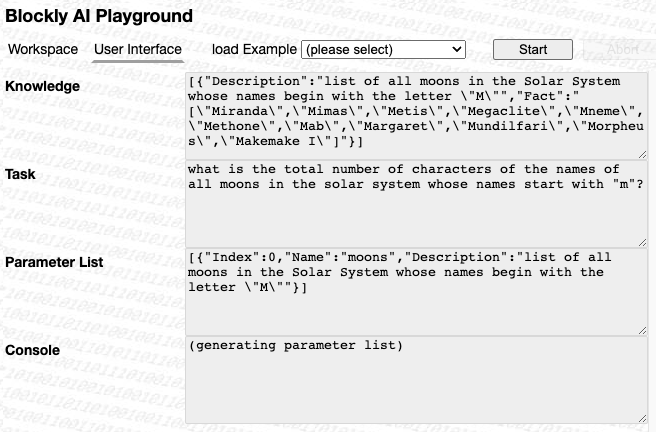 Blockly AI Playground
Workspace User Interface load Example (please select) Start Abort
Knowledge
[{"Description":"list of all moons in the Solar System
whose names begin with the letter \"M\"","Fact":"
[\"Miranda\",\"Mimas\",\"Metis\",\"Megaclite\",\"Mneme\",
\"Methone\",\"Mab\",\"Margaret\",\"Mundilfari\",\"Morpheu
s\",\"Makemake I\"]"}]
Task
what is the total number of characters of the names of
all moons in the solar system whose names start with "m"?
Parameter List
[{"Index":0,"Name":"moons","Description":"list of all
moons in the Solar System whose names begin with the
letter \"M\""}]
Console
(generating parameter list)